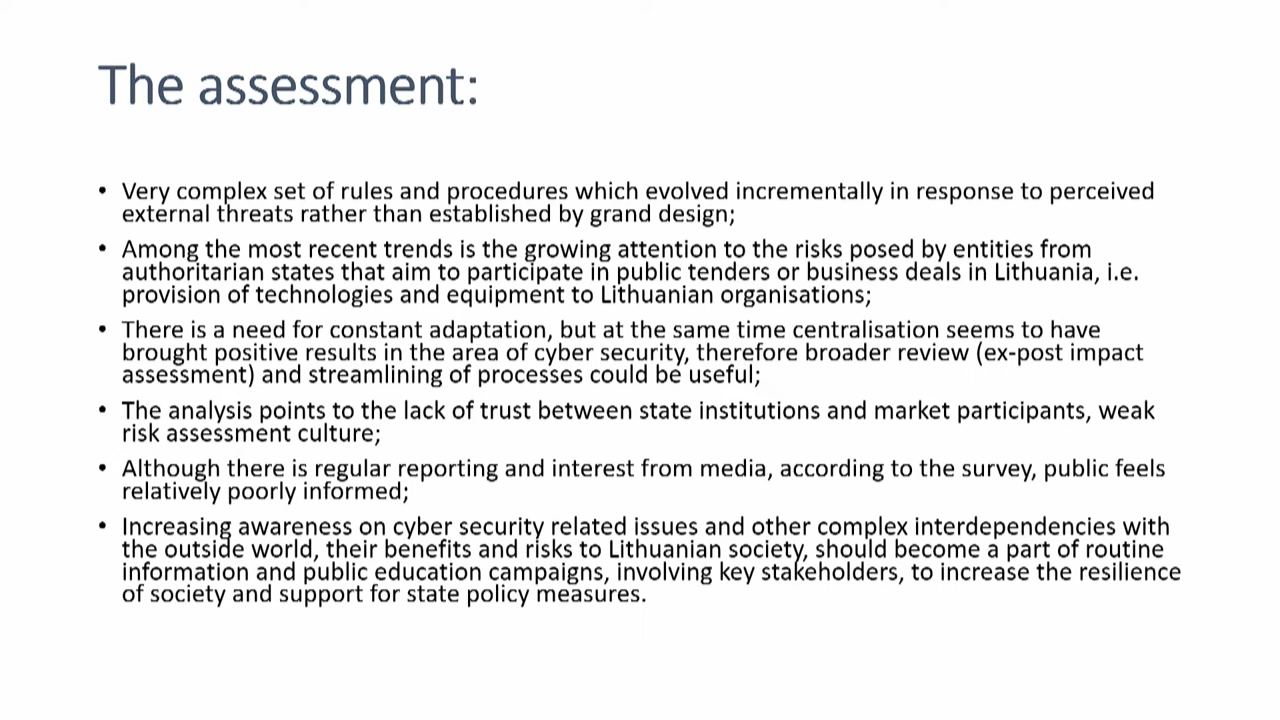 The assessment:
• Very complex set of rules and procedures which evolved incrementally in response to perceived
external threats rather than established by grand design;
• Among the most recent trends is the growing attention to the risks posed by entities from
authoritarian states that aim to participate in public tenders or business deals in Lithuania, i.e.
provision of technologies and equipment to Lithuanian organisations;
• There is a need for constant adaptation, but at the same time centralisation seems to have
brought positive results in the area of cyber security, therefore broader review (ex-post impact
assessment) and streamlining of processes could be useful;
• The analysis points to the lack of trust between state institutions and market participants, weak
risk assessment culture;
• Although there is regular reporting and interest from media, according to the survey, public feels
relatively poorly informed;
• Increasing awareness on cyber security related issues and other complex interdependencies with
the outside world, their benefits and risks to Lithuanian society, should become a part of routine
information and public education campaigns, involving key stakeholders, to increase the resilience
of society and support for state policy measures.